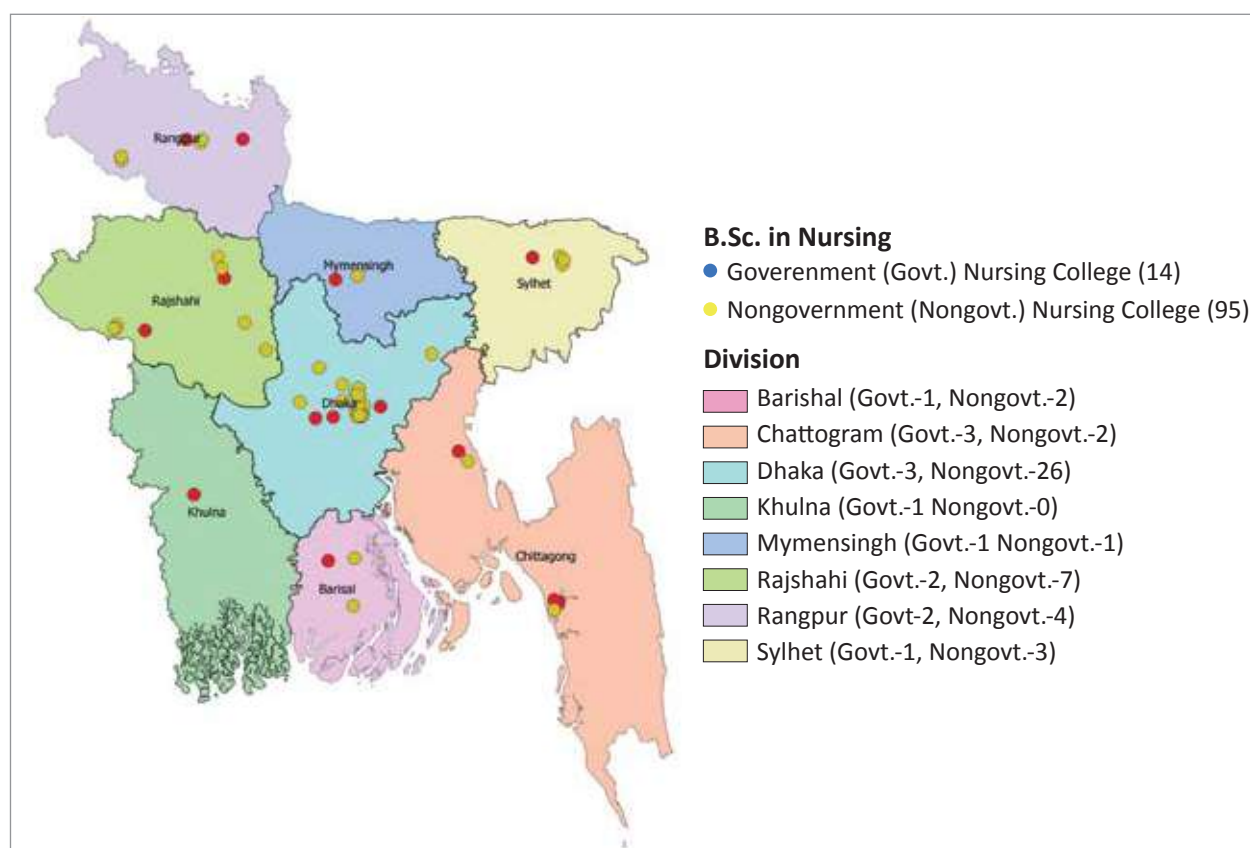 Rangpur
Mymensingh
Sylhet
Rajshahi
Dhaka
Khulna
Chittagong
Barisal
B.Sc. in Nursing
Goverenment (Govt.) Nursing College (14)
Nongovernment (Nongovt.) Nursing College (95)
Division
Barishal (Govt.-1, Nongovt.-2)
Chattogram (Govt.-3, Nongovt.-2)
Dhaka (Govt.-3, Nongovt.-26)
Khulna (Govt.-1 Nongovt.-0)
Mymensingh (Govt.-1 Nongovt.-1)
Rajshahi (Govt.-2, Nongovt.-7)
Rangpur (Govt-2, Nongovt.-4)
Sylhet (Govt.-1, Nongovt.-3)